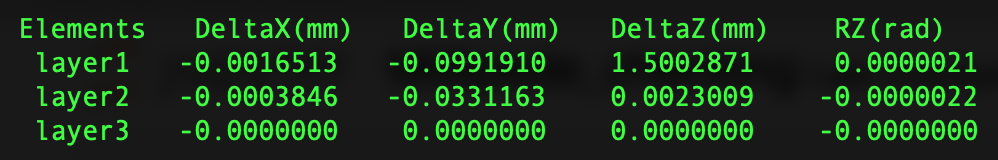 Elements DeltaX(mm) DeltaY(mm) DeltaZ(mm) RZ(rad)
layer1 -0.0016513 -0.0991910 1.5002871 0.0000021
layer2 -0.0003846 -0.0331163 0.0023009 -0.0000022
layer3 -0.0000000 0.0000000 0.0000000 -0.0000000